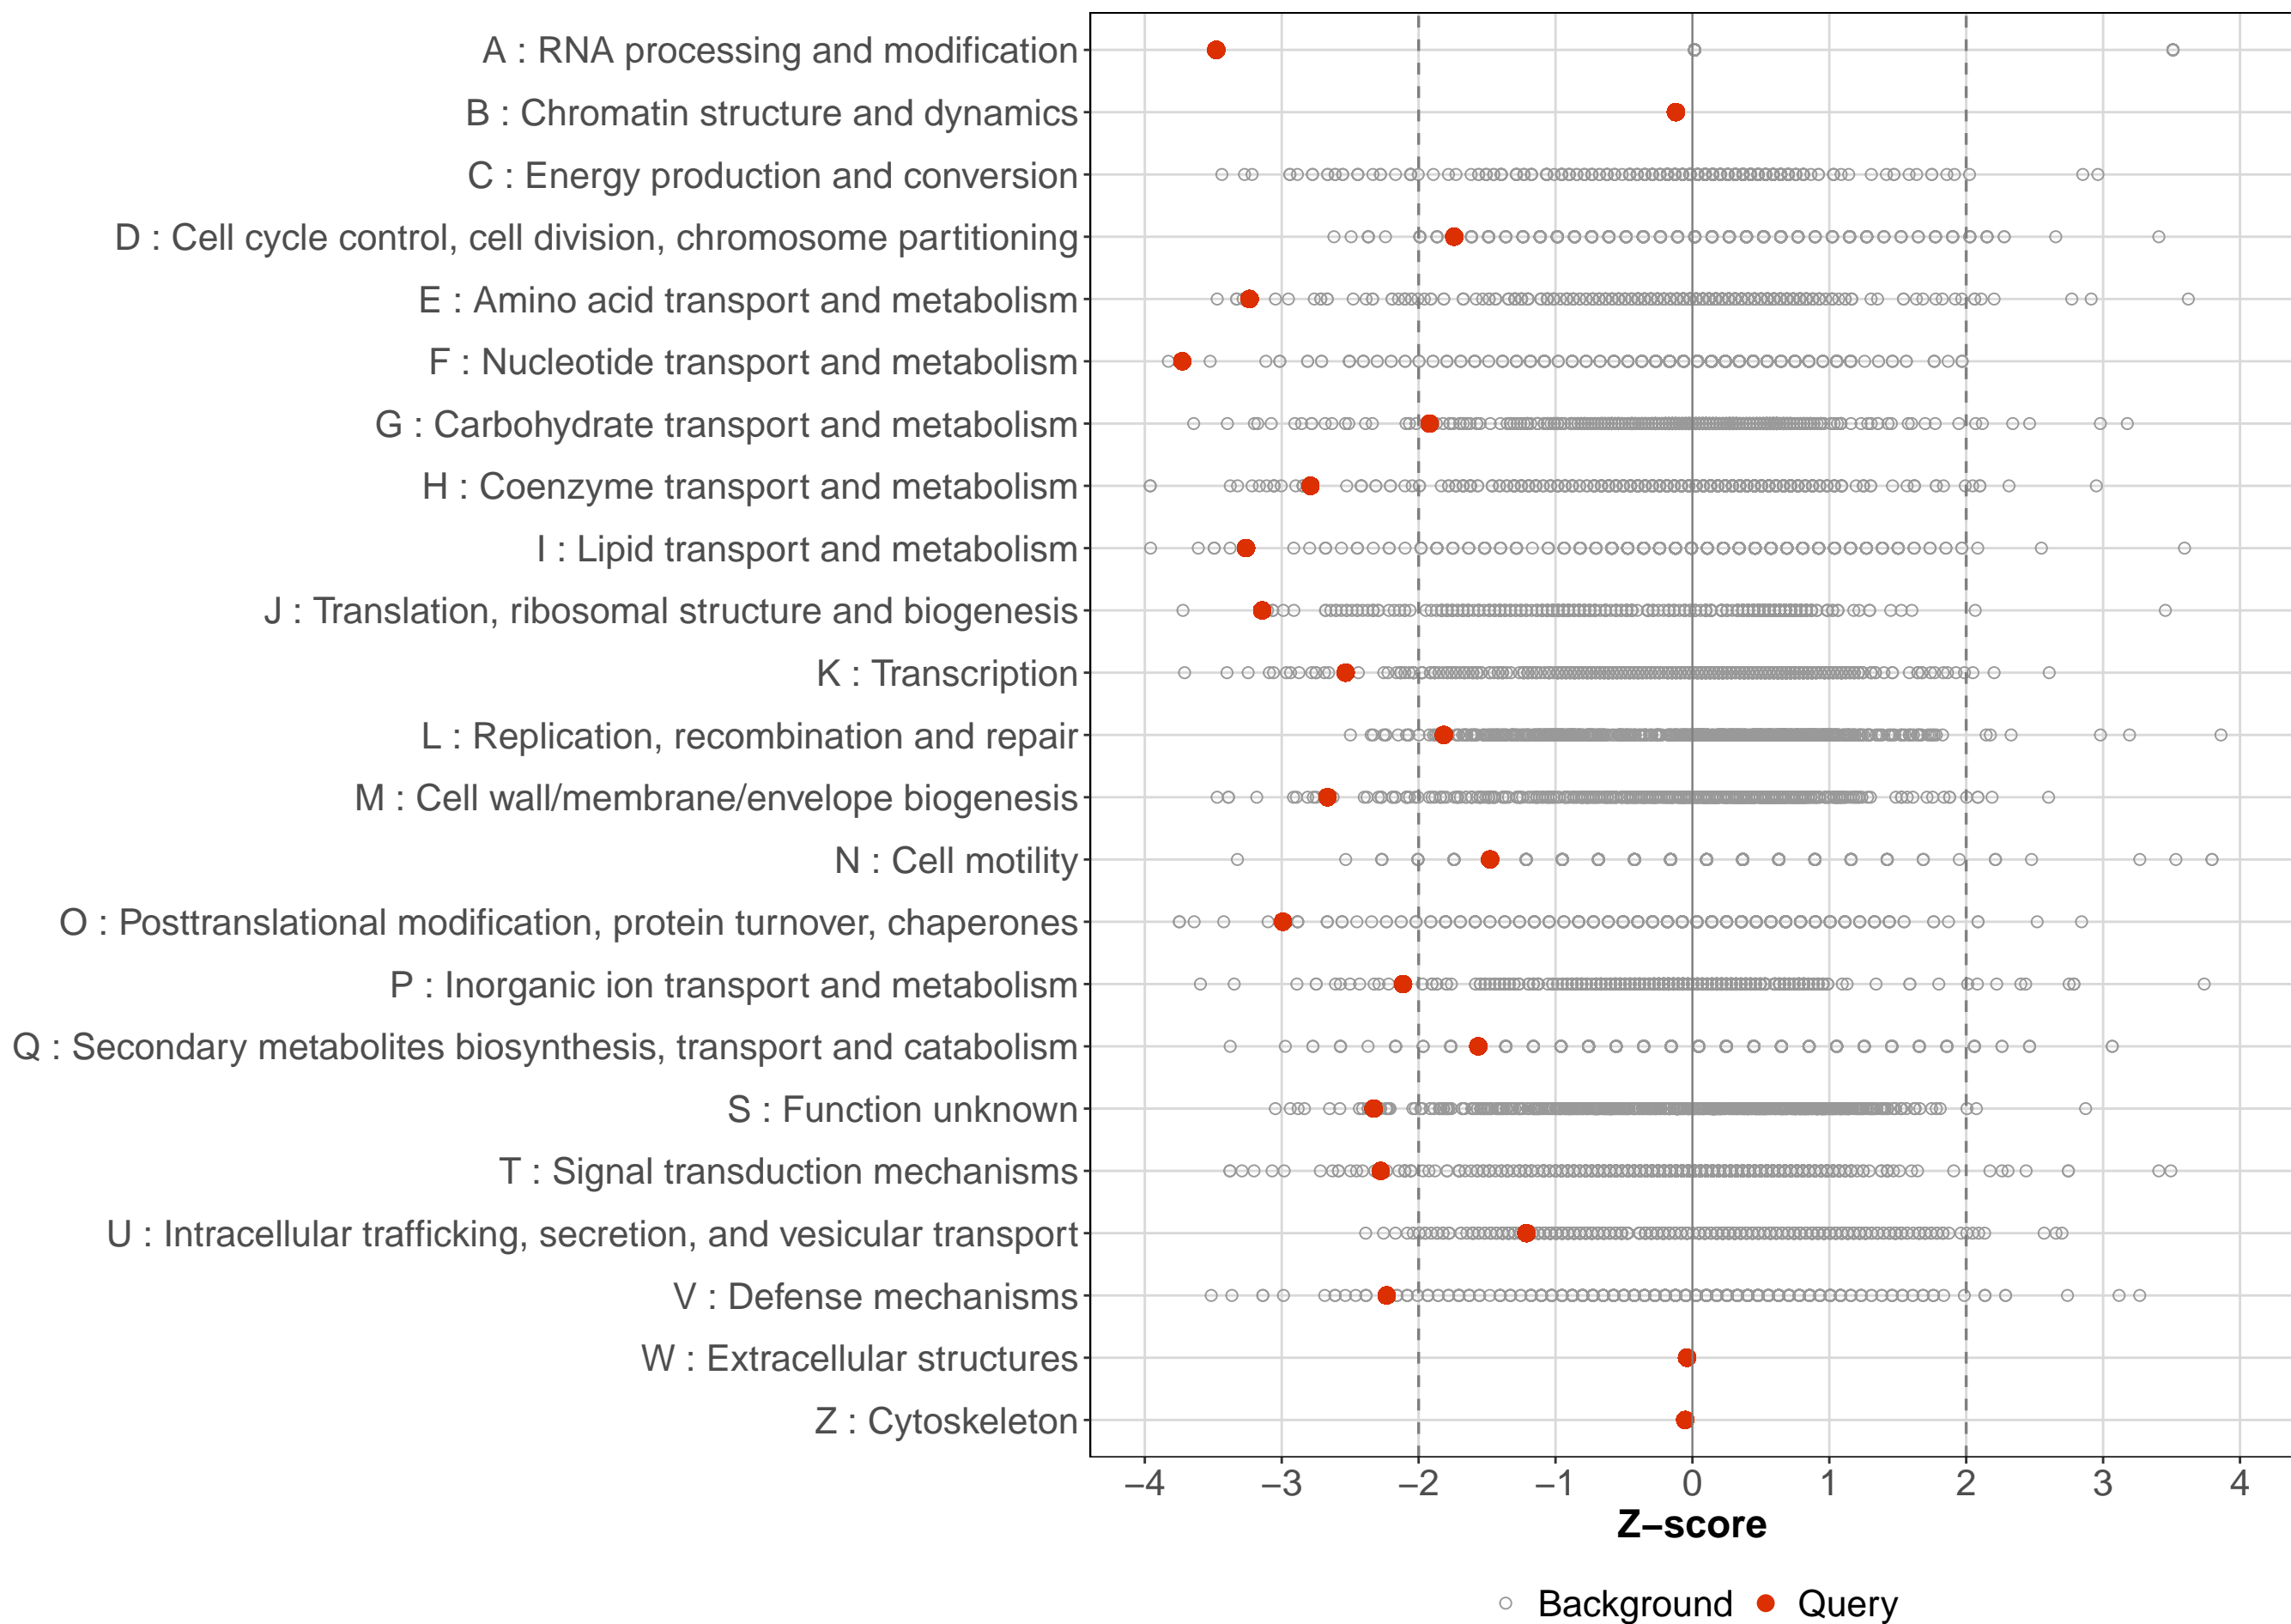 A : RNA processing and modification
B : Chromatin structure and dynamics
C : Energy production and conversion
D : Cell cycle control, cell division, chromosome partitioning
E : Amino acid transport and metabolism
F : Nucleotide transport and metabolism
G : Carbohydrate transport and metabolism
H : Coenzyme transport and metabolism
I : Lipid transport and metabolism
J : Translation, ribosomal structure and biogenesis
K : Transcription
L : Replication, recombination and repair
M : Cell wall/membrane/envelope biogenesis
N : Cell motility
O : Posttranslational modification, protein turnover, chaperones
P : Inorganic ion transport and metabolism
Q : Secondary metabolites biosynthesis, transport and catabolism
S : Function unknown
T : Signal transduction mechanisms
U : Intracellular trafficking, secretion, and vesicular transport
V : Defense mechanisms
W : Extracellular structures
Z : Cytoskeleton
−4 −3 −2 −1 0 1 2 3 4
Z−score
Background Query